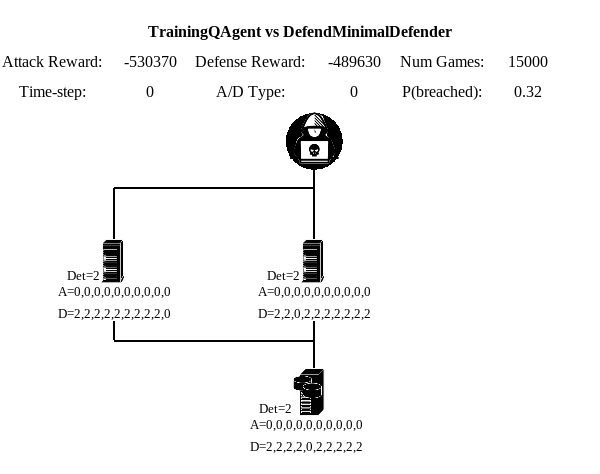 TrainingQAgent vs DefendMinimalDefender
Attack Reward: -530370 Defense Reward: -489630 Num Games: 15000
Time-step: 0 A/D Type: 0 P(breached): 0.32
Det=2 Det=2
A=0,0,0,0,0,0,0,0,0,0 A=0,0,0,0,0,0,0,0,0,0
D=2,2,2,2,2,2,2,2,2,0 D=2,2,0,2,2,2,2,2,2,2
Det=2
A=0,0,0,0,0,0,0,0,0,0
D=2,2,2,2,0,2,2,2,2,2